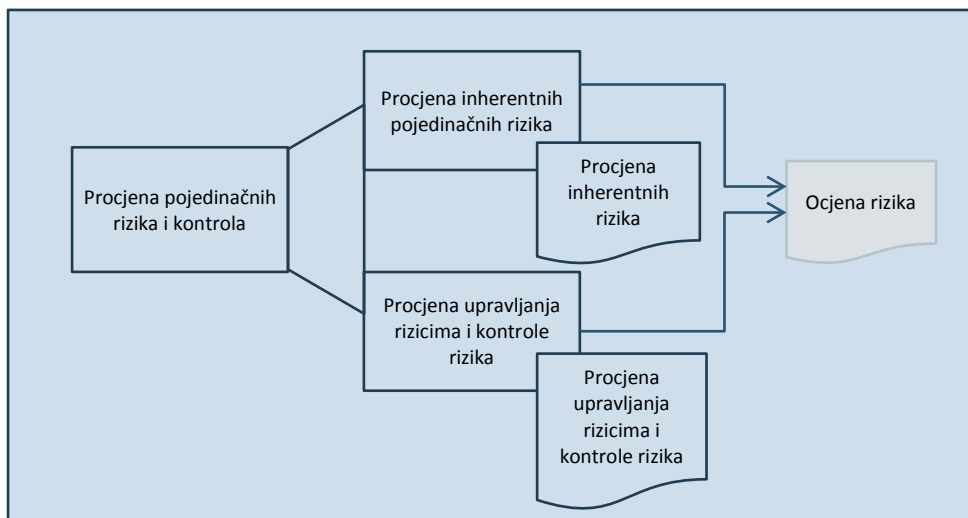 Procjena pojedinačnih
rizika i kontrola
Procjena inherentnih
pojedinačnih rizika
Procjena
inherentnih
rizika
Procjena upravljanja
rizicima i kontrole
rizika
Procjena
upravljanja
rizicima i
kontrole rizika
Ocjena rizika